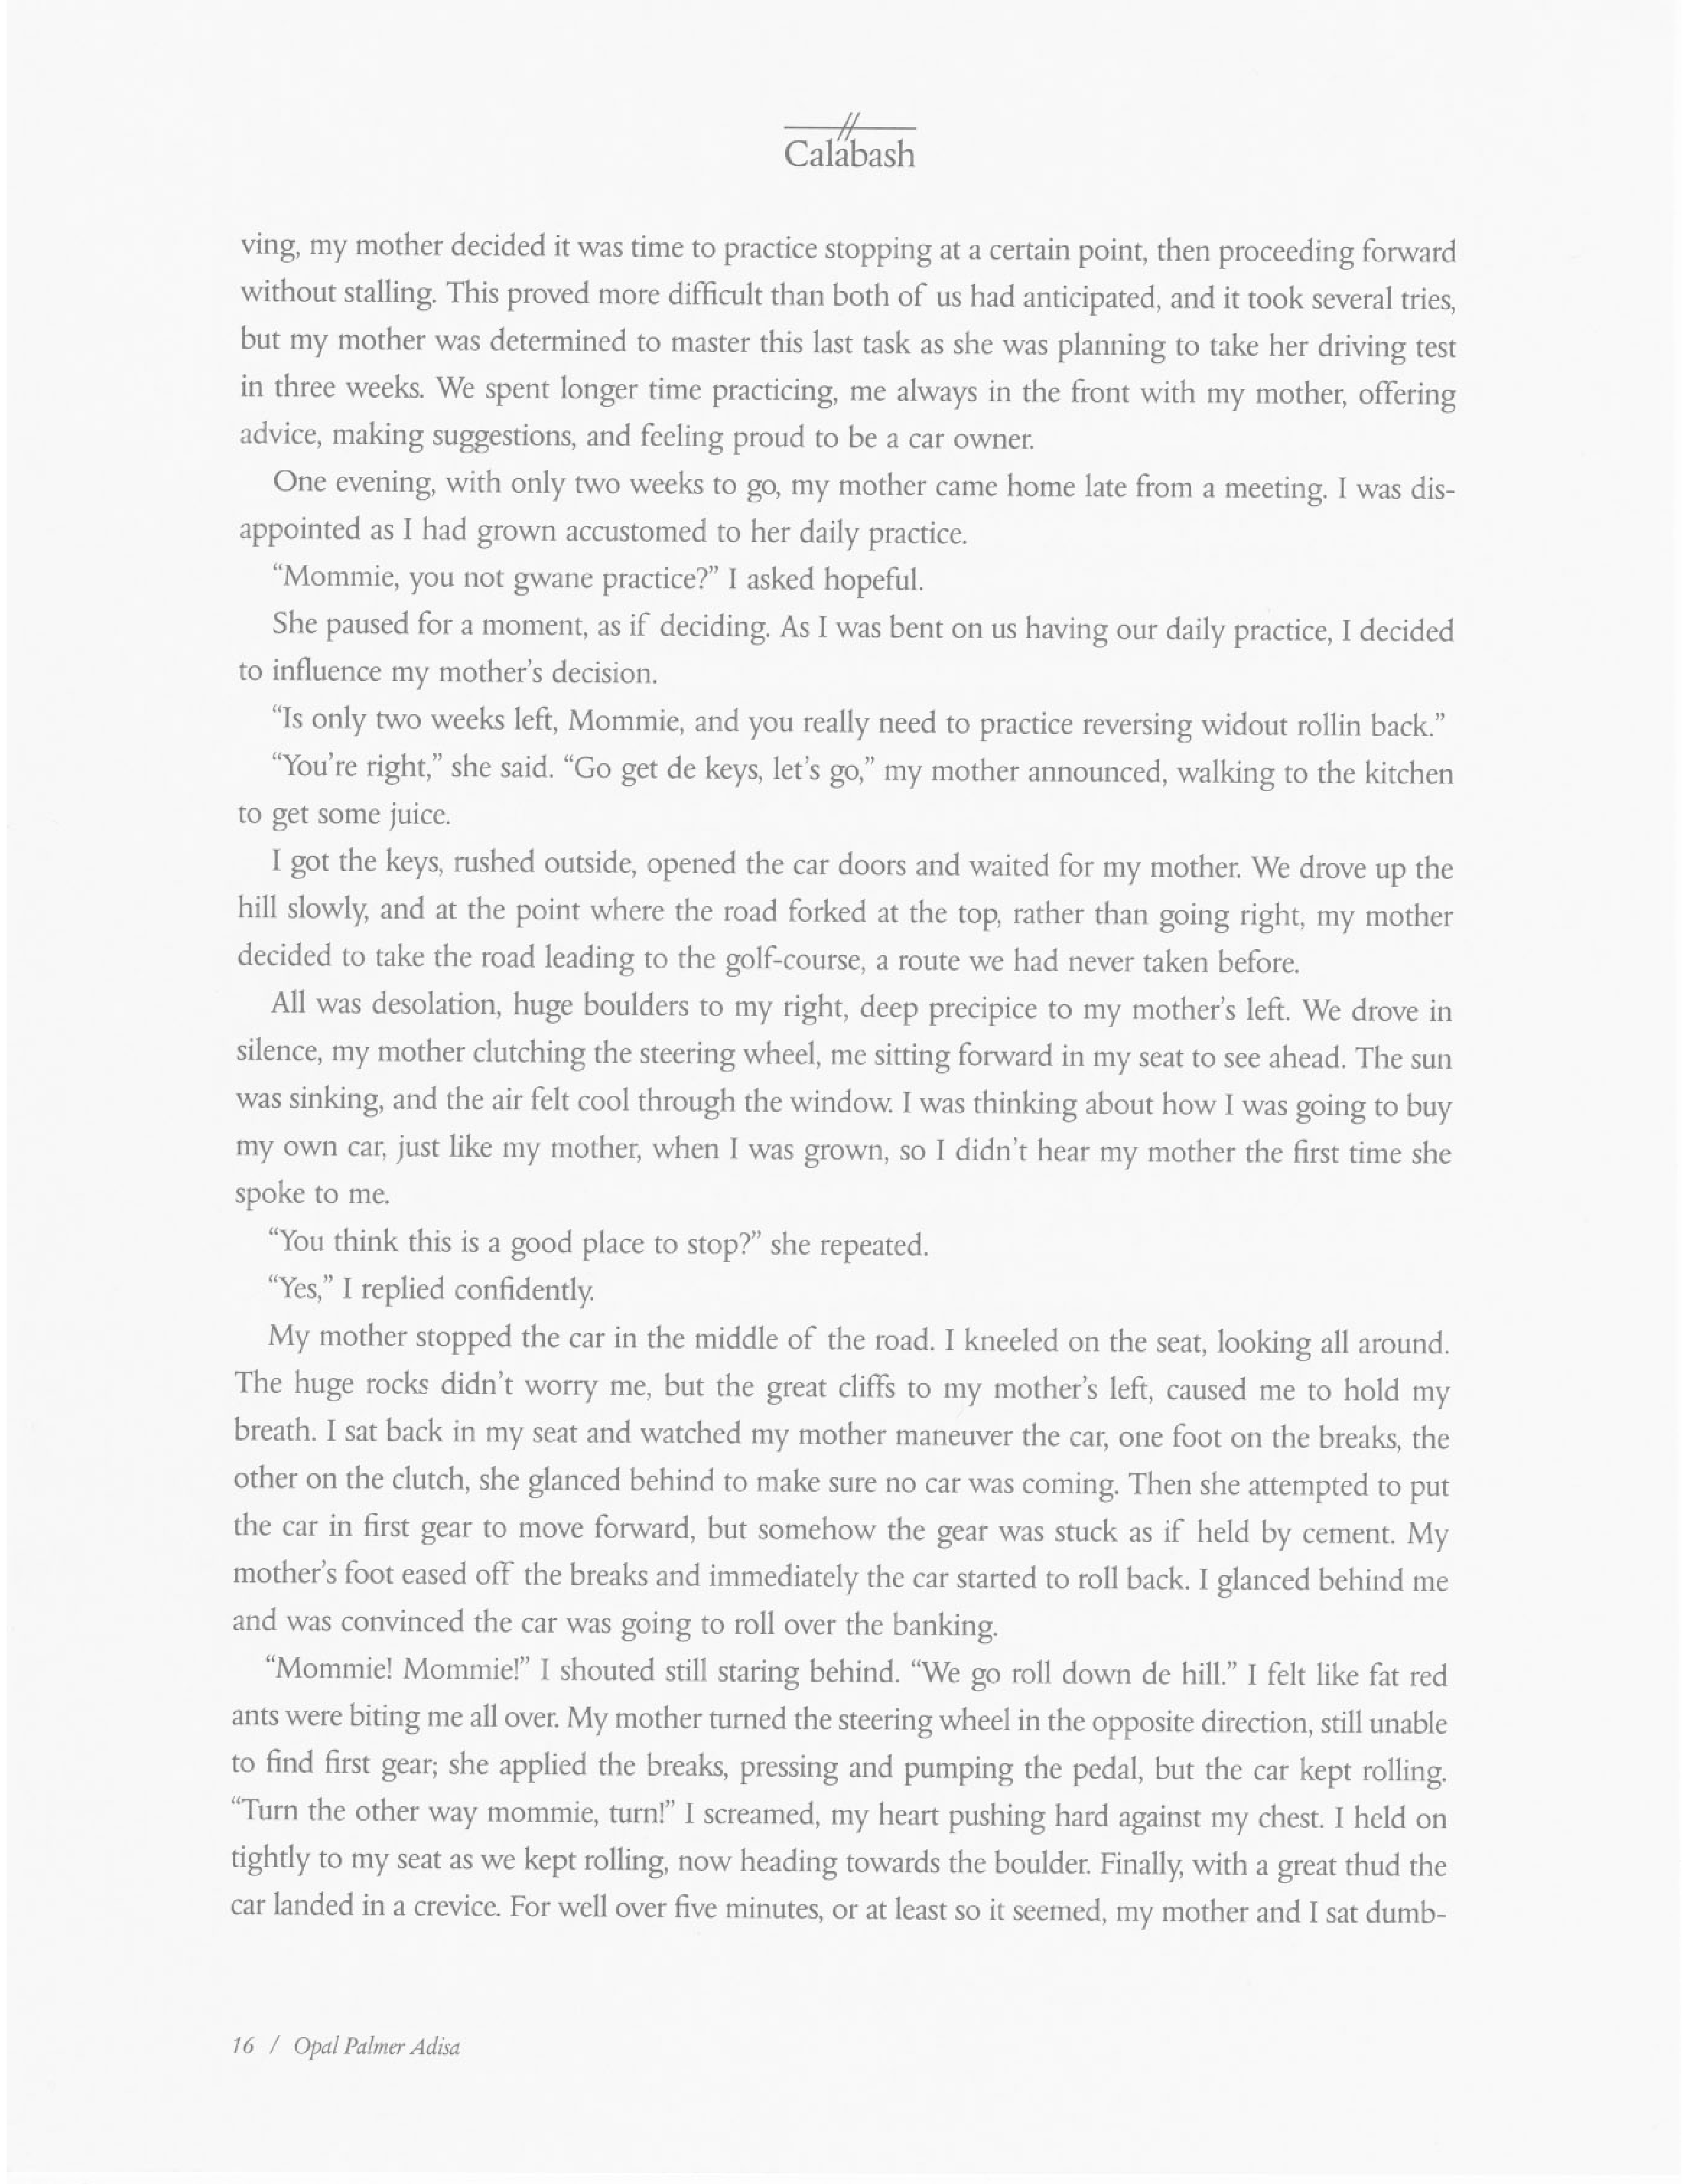 Calabash
ving, my mother decided it was time to practice stopping at a certain point, then proceeding forward
without stalling. This proved more difficult than both of us had anticipated, and it took several tries,
but my mother was determined to master this last task as she was planning to take her driving test
in three weeks. We spent longer time practicing, me always in the front with my mother, offering
advice, making suggestions, and feeling proud to be a car owner.
One evening, with only two weeks to go, my mother came home late from a meeting. I was dis-
appointed as I had grown accustomed to her daily practice.
“Mommie, you not gwane practice?” I asked hopeful.
She paused for a moment, as if deciding. As I was bent on us having our daily practice, I decided
to influence my mother’s decision.
“Is only two weeks left, Mommie, and you really need to practice reversing widout rollin back.”
“You’re right,” she said. “Go get de keys, let’s go,” my mother announced, walking to the kitchen
to get some juice.
I got the keys, rushed outside, opened the car doors and waited for my mother. We drove up the
hill slowly, and at the point where the road forked at the top, rather than going right, my mother
decided to take the road leading to the golf-course, a route we had never taken before.
All was desolation, huge boulders to my right, deep precipice to my mother’s left. We drove in
silence, my mother clutching the steering wheel, me sitting forward in my seat to see ahead. The sun
was sinking, and the air felt cool through the window. I was thinking about how I was going to buy
my own car, just like my mother, when I was grown, so I didn’t hear my mother the first time she
spoke to me.
“You think this is a good place to stop?” she repeated.
“Yes,” I replied confidently.
My mother stopped the car in the middle of the road. I kneeled on the seat, looking all around.
The huge rocks didn’t worry me, but the great cliffs to my mother’s left, caused me to hold my
breath. I sat back in my seat and watched my mother maneuver the car, one foot on the breaks, the
other on the clutch, she glanced behind to make sure no car was coming. Then she attempted to put
the car in first gear to move forward, but somehow the gear was stuck as if held by cement. My
mother’s foot eased off the breaks and immediately the car started to roll back. I glanced behind me
and was convinced the car was going to roll over the banking.
“Mommie! Mommie!” I shouted still staring behind. “We go roll down de hill.” I felt like fat red
ants were biting me all over. My mother turned the steering wheel in the opposite direction, still unable
to find first gear; she applied the breaks, pressing and pumping the pedal, but the car kept rolling.
“Turn the other way mommie, turn!” I screamed, my heart pushing hard against my chest. I held on
tightly to my seat as we kept rolling, now heading towards the boulder. Finally, with a great thud the
car landed in a crevice. For well over five minutes, or at least so it seemed, my mother and I sat dumb-
16 / Opal Palmer Adisa